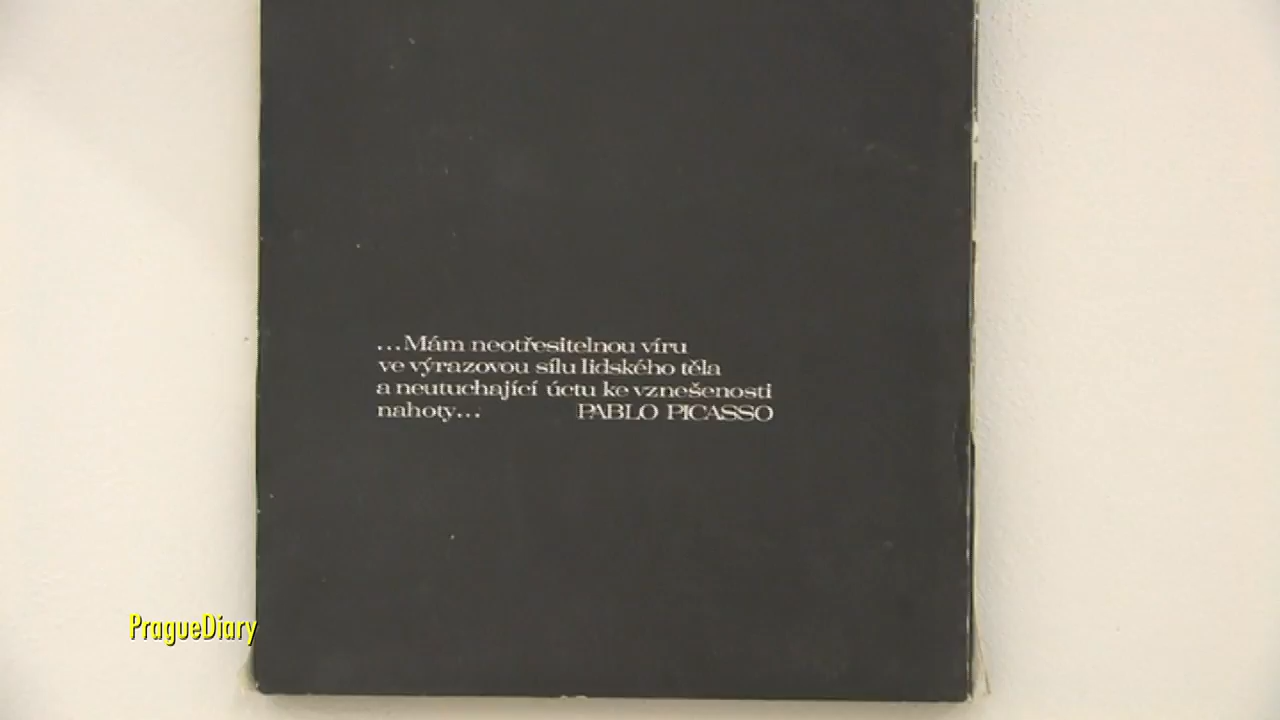 ...Mám neotřesitelnou víru
ve výrazovou sílu lidského těla
a neutuchající úctu ke vznešenosti
nahoty... PABLO PICASSO
PragueDiary